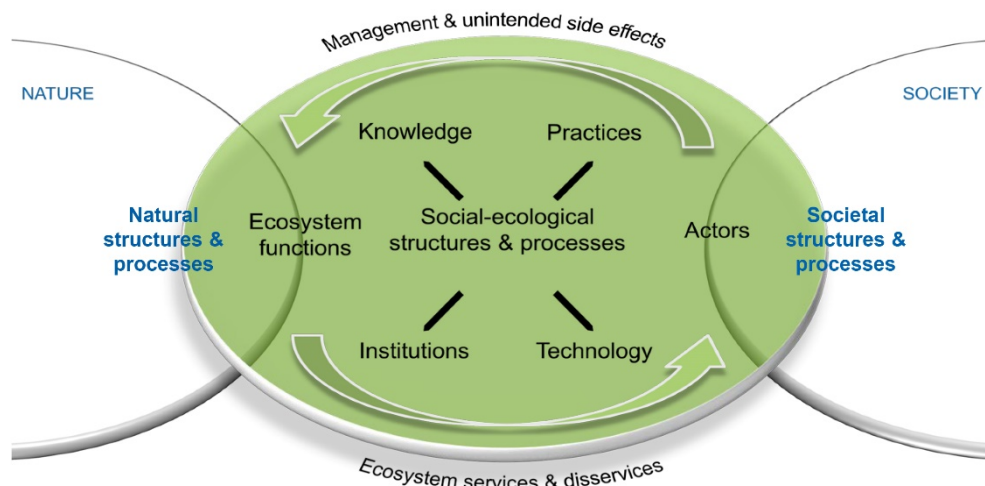 Management & unintended side effects
NATURE
SOCIETY
Knowledge
Practices
Natural
structures &
processes
Ecosystem
functions
Social-ecological
structures & processes
Actors
Societal
structures &
processes
Institutions
Technology
Ecosystem services & disservices